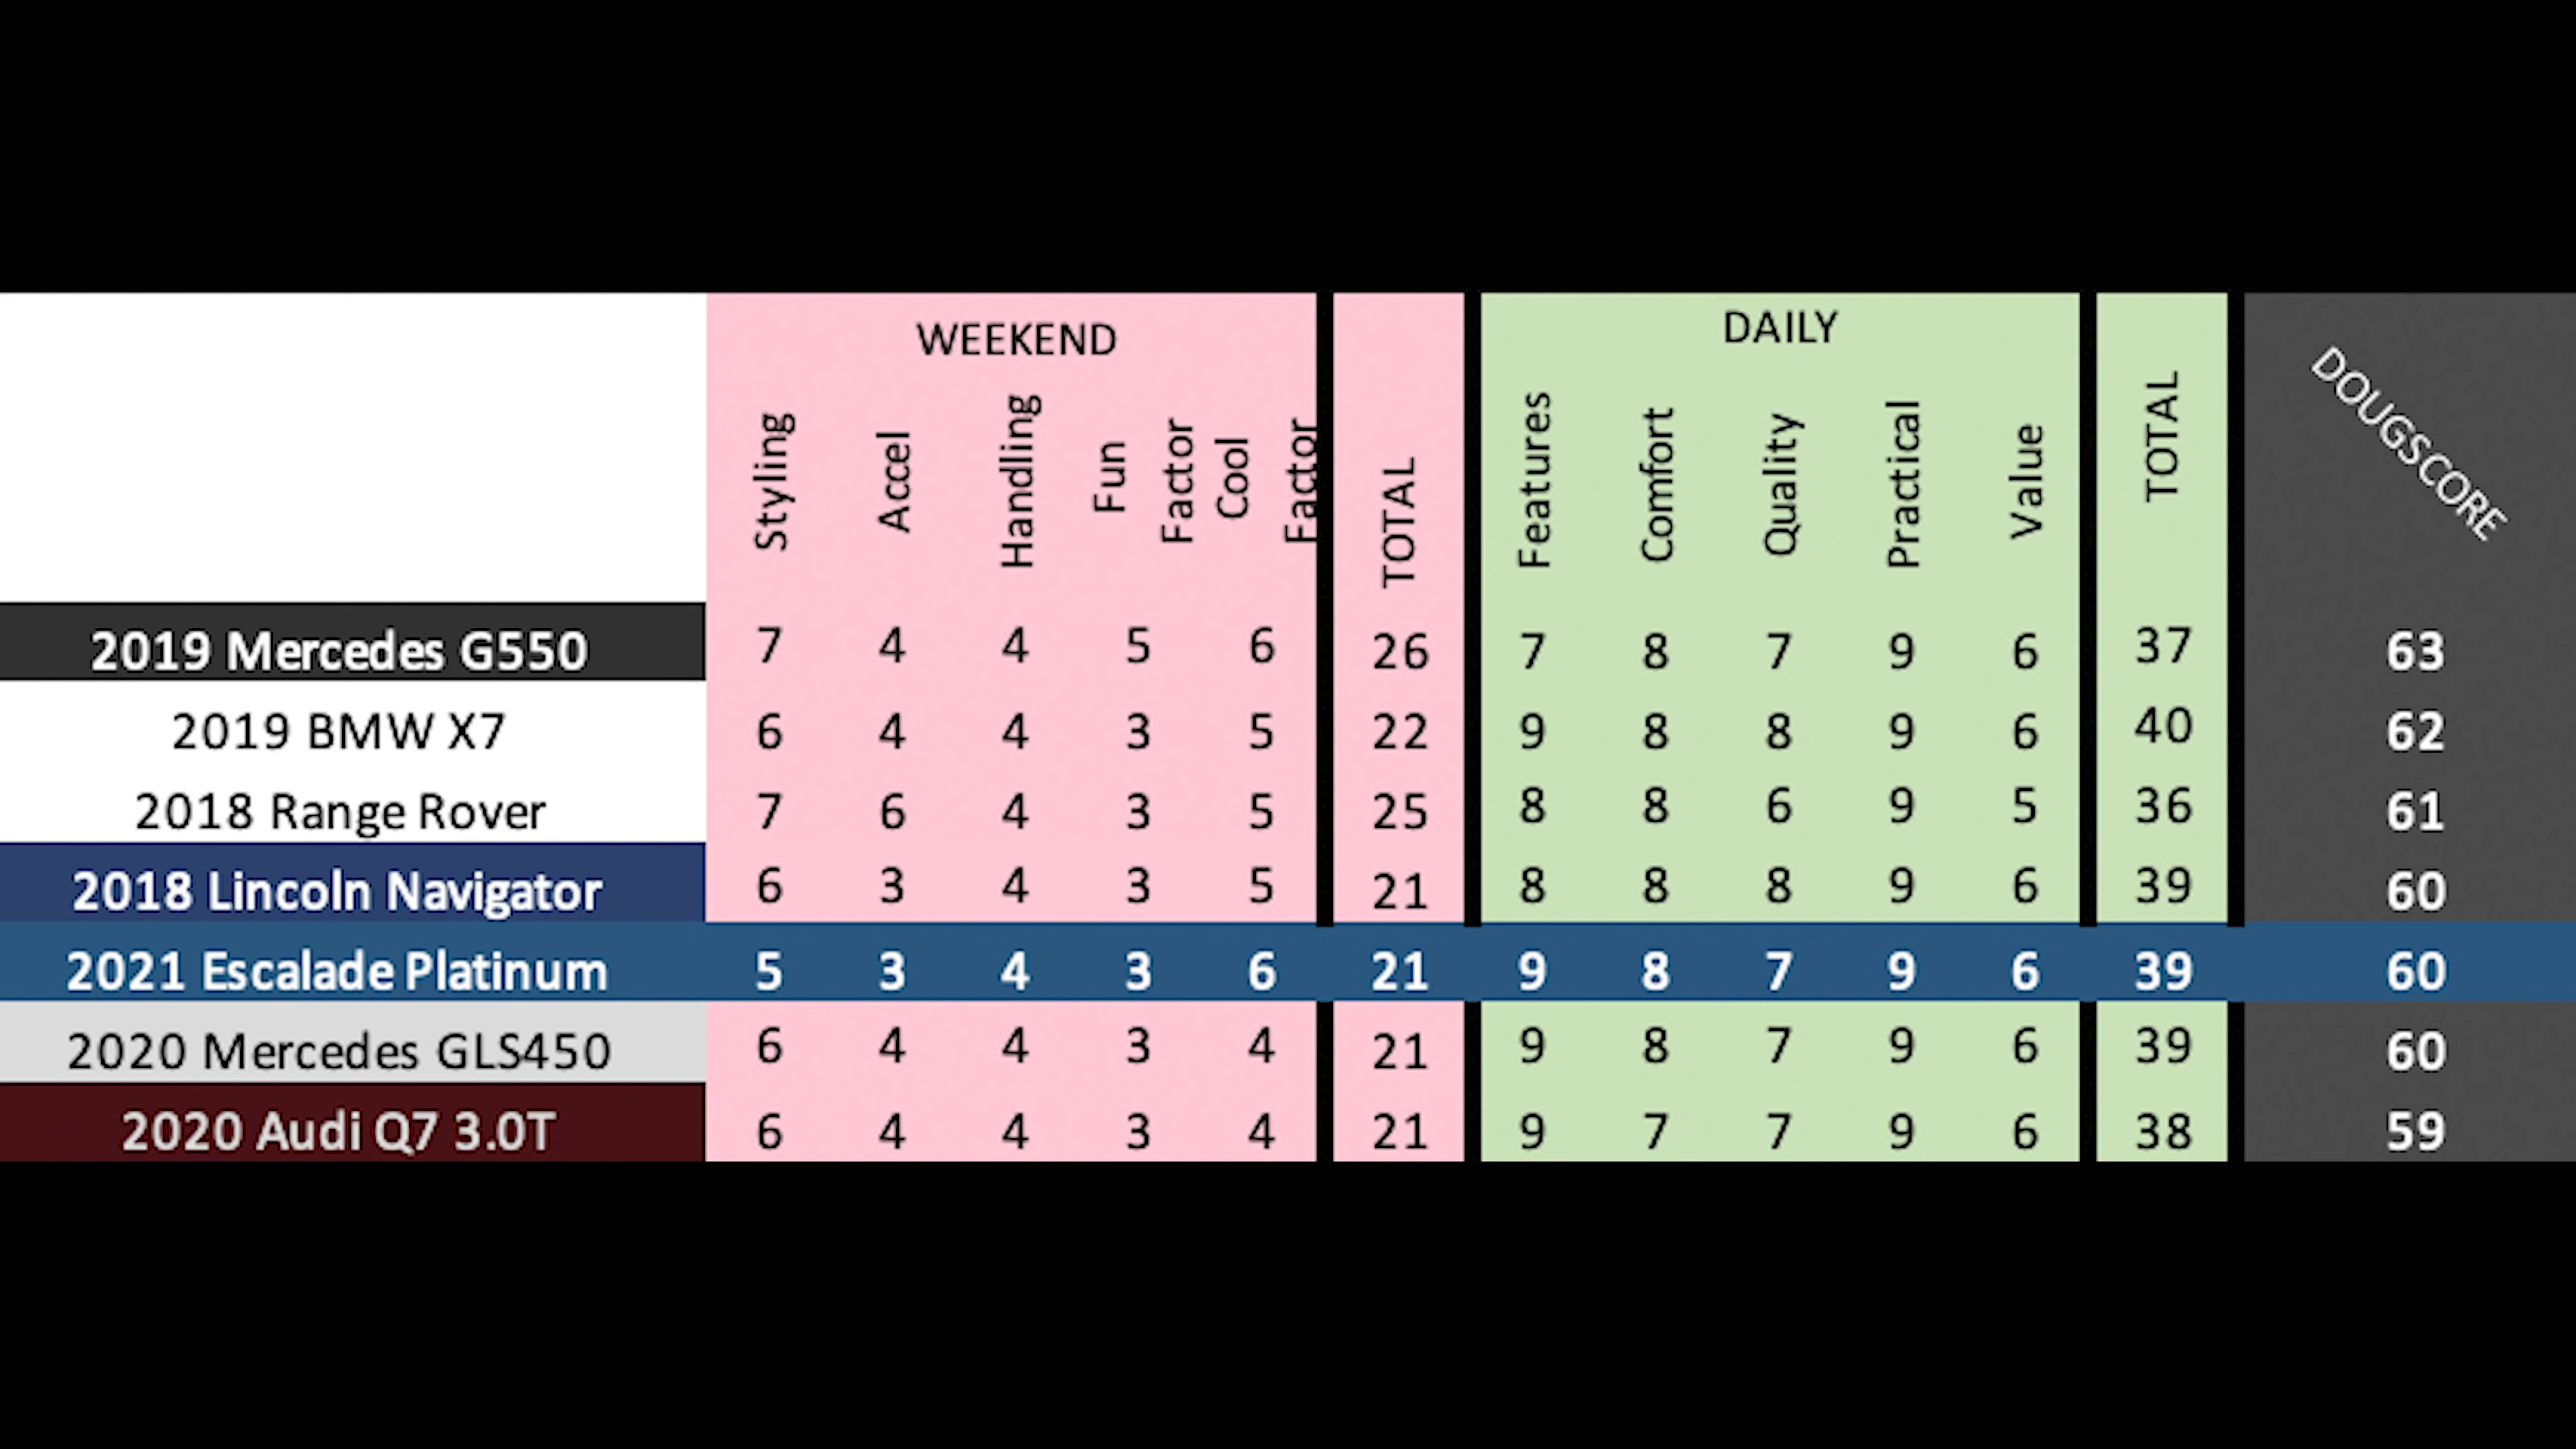 WEEKEND DAILY
Styling Accel Handling Fun Factor Cool Factor TOTAL Features Comfort Quality Practical Value TOTAL DOUGSCORE
2019 Mercedes G550 7 4 4 5 6 26 7 8 7 9 6 37 63
2019 BMW X7 6 4 4 3 5 22 9 8 8 9 6 40 62
2018 Range Rover 7 6 4 3 5 25 8 8 6 9 5 36 61
2018 Lincoln Navigator 6 3 4 3 5 21 8 8 8 9 6 39 60
2021 Escalade Platinum 5 3 4 3 6 21 9 8 7 9 6 39 60
2020 Mercedes GLS450 6 4 4 3 4 21 9 8 7 9 6 39 60
2020 Audi Q7 3.0T 6 4 4 3 4 21 9 7 7 9 6 38 59